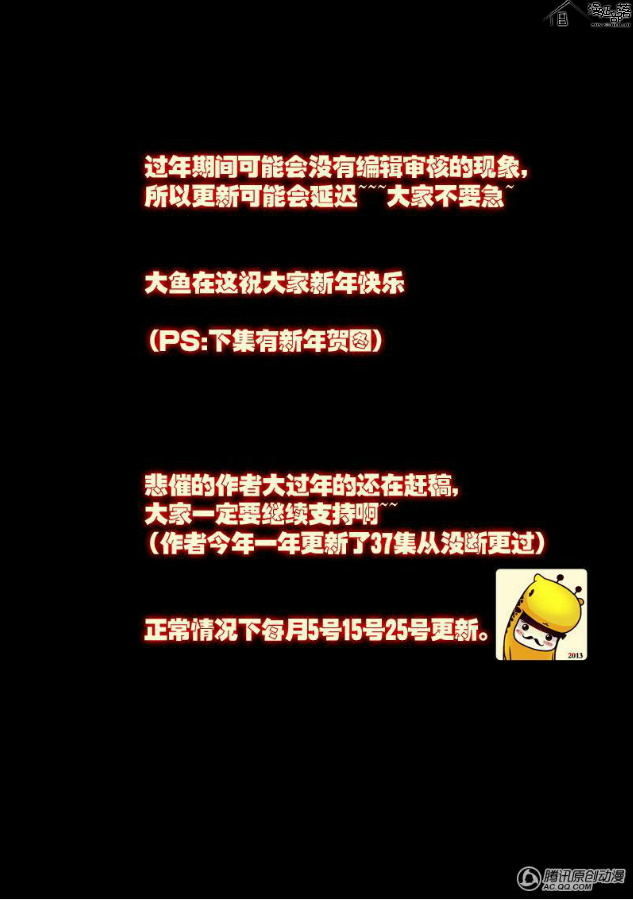 漫域部落
过年期间可能会没有编辑审核的现象，
所以更新可能会延迟~~~大家不要急~
大鱼在这祝大家新年快乐
（PS:下集有新年贺图）
悲催的作者大过年的还在赶稿，
大家一定要继续支持啊~~
（作者今年一年更新了37集从没断更过）
正常情况下每月5号15号25号更新。
2013
腾讯原创动漫
AC.QQ.COM